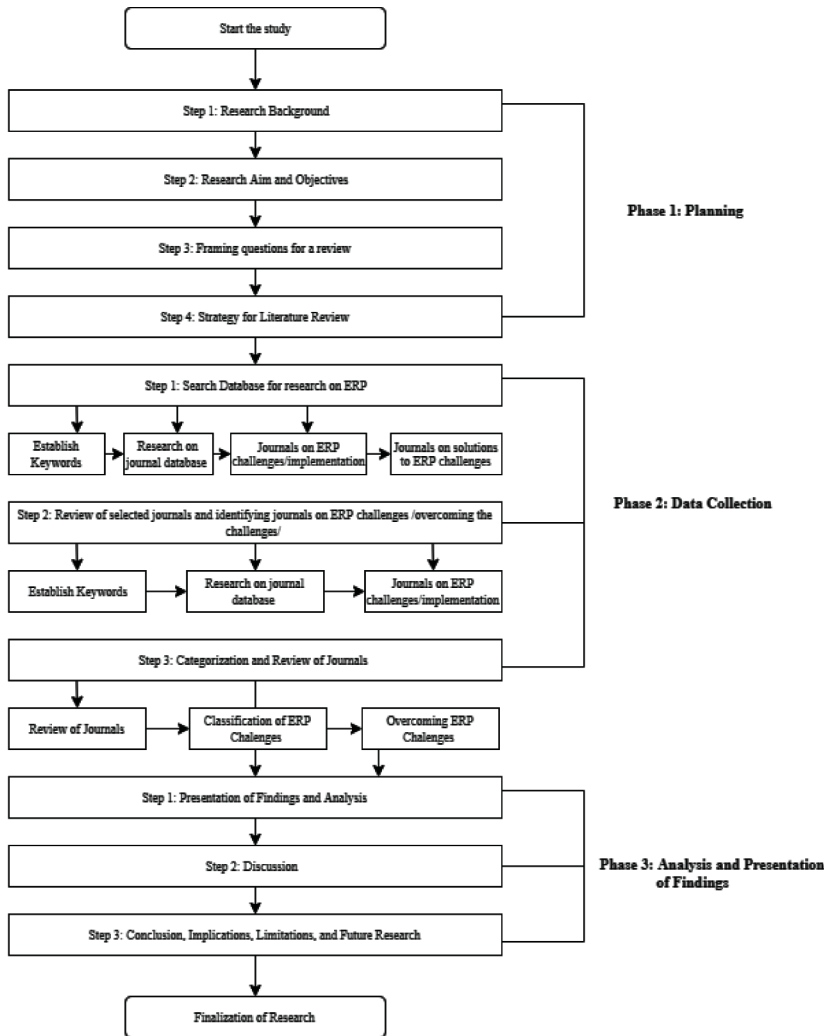 Start the study
Step 1: Research Background
Step 2: Research Aim and Objectives
Phase 1: Planning
Step 3: Framing questions for a review
Step 4: Strategy for Literature Review
Step 1: Search Database for research on ERP
Establish
Keywords
Research on
journal database
Journals on ERP
challenges/implementation
Journals on solutions
to ERP challenges
Phase 2: Data Collection
Step 2: Review of selected journals and identifying journals on ERP challenges /overcoming the
challenges/
Establish Keywords
Research on journal
database
Journals on ERP
challenges/implementation
Step 3: Categorization and Review of Journals
Review of Journals
Classification of ERP
Chalenges
Overcoming ERP
Chalenges
Step 1: Presentation of Findings and Analysis
Step 2: Discussion
Phase 3: Analysis and Presentation
of Findings
Step 3: Conclusion, Implications, Limitations, and Future Research
Finalization of Research